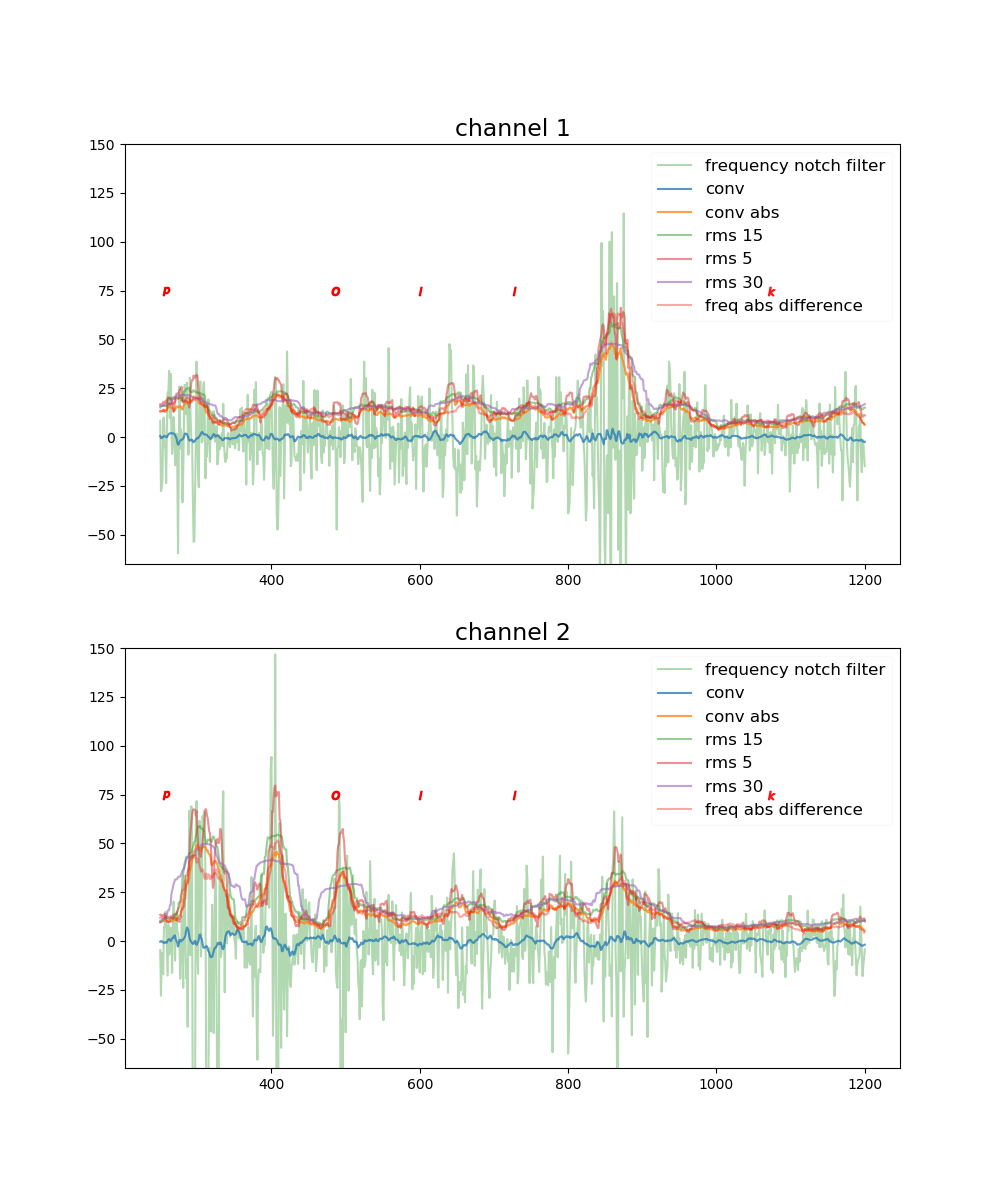 channel 1
150
125
100
75
50
25
0
−25
−50
frequency notch filter
conv
conv abs
rms 15
rms 5
rms 30
freq abs difference
P O l l k
400 600 800 1000 1200
channel 2
150
125
100
75
50
25
0
−25
−50
frequency notch filter
conv
conv abs
rms 15
rms 5
rms 30
freq abs difference
P O l l k
400 600 800 1000 1200